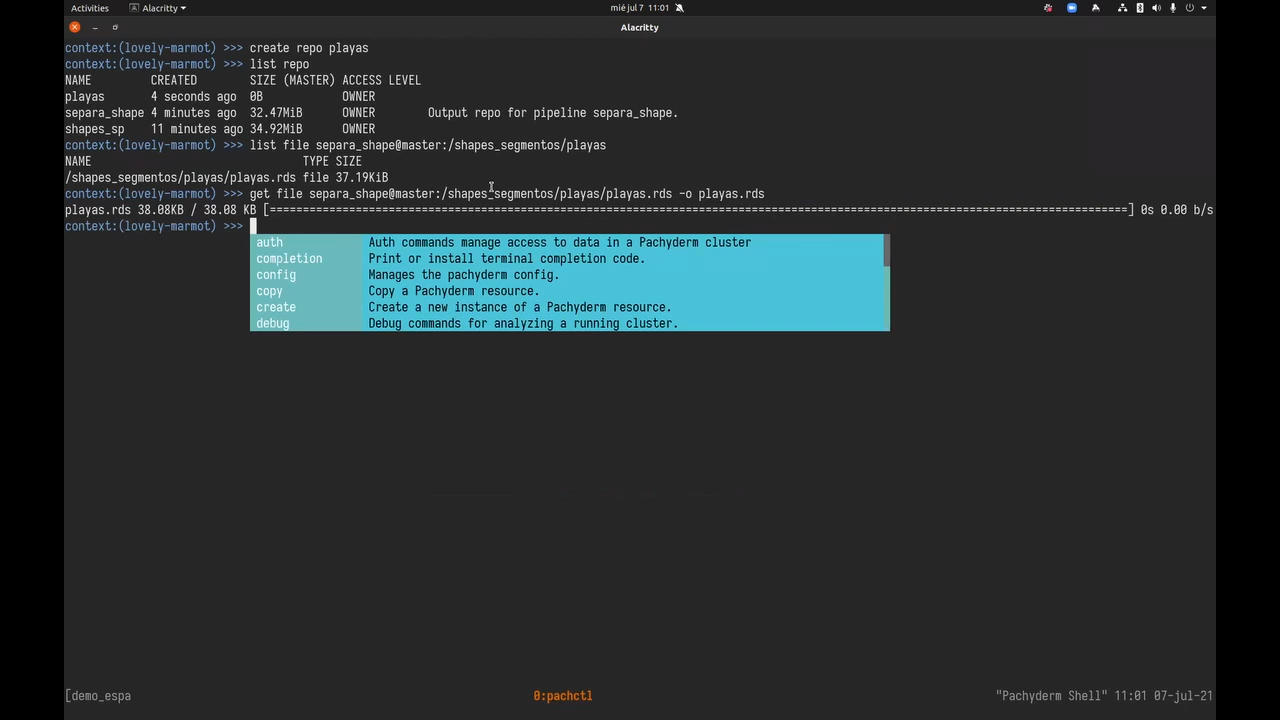 Activities Alacritty mié jul 7 11:01
Alacritty
context:(lovely-marmot) >>> create repo playas
context:(lovely-marmot) >>> list repo
NAME CREATED SIZE (MASTER) ACCESS LEVEL
playas 4 seconds ago 0B OWNER
separa_shape 4 minutes ago 32.47MiB OWNER Output repo for pipeline separa_shape.
shapes_sp 11 minutes ago 34.92MiB OWNER
context:(lovely-marmot) >>> list file separa_shape@master:/shapes_segmentos/playas
NAME TYPE SIZE
/shapes_segmentos/playas/playas.rds file 37.19KiB
context:(lovely-marmot) >>> get file separa_shape@master:/shapes_segmentos/playas/playas.rds -o playas.rds
playas.rds 38.08KB / 38.08 KB [==================================================================================================================================] 0s 0.00 b/s
context:(lovely-marmot) >>>
auth Auth commands manage access to data in a Pachyderm cluster
completion Print or install terminal completion code.
config Manages the pachyderm config.
copy Copy a Pachyderm resource.
create Create a new instance of a Pachyderm resource.
debug Debug commands for analyzing a running cluster.
[demo_espa 0:pachctl "Pachyderm Shell" 11:01 07-jul-21